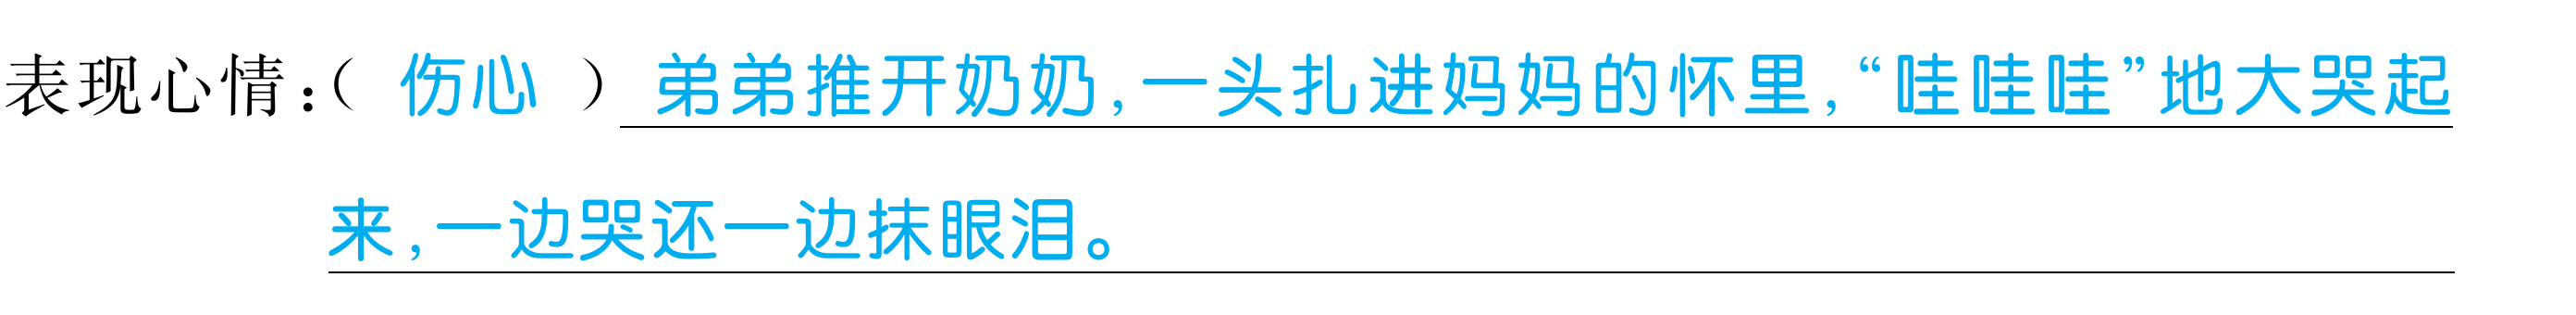 表现心情:( 伤心 ) 弟弟推开奶奶,一头扎进妈妈的怀里,“哇哇哇”地大哭起
来,一边哭还一边抹眼泪。